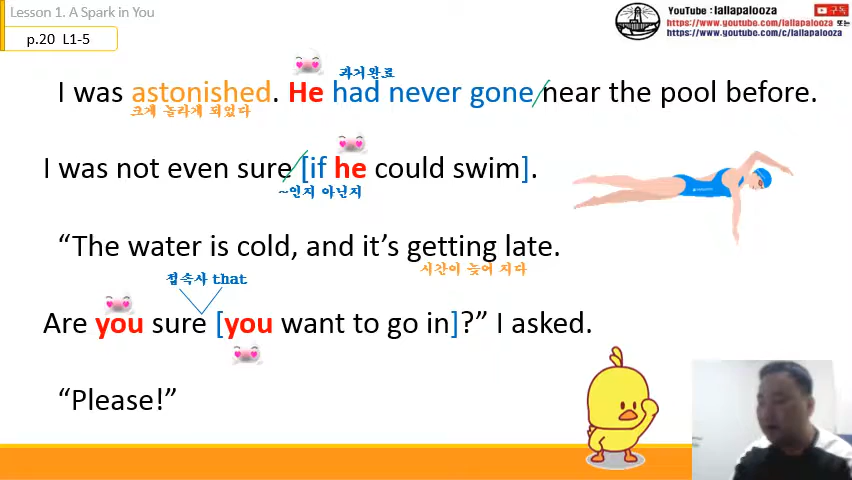 Lesson 1. A Spark in You
p.20 L1-5
YouTube : lallapalooza 구독
https://www.youtube.com/lallapalooza 또는
https://www.youtube.com/c/lallapalooza
과거완료
I was astonished. He had never gone near the pool before.
크게 놀라게 되었다
I was not even sure [if he could swim].
~인지 아닌지
“The water is cold, and it’s getting late.
시간이 늦어 지다
접속사 that
Are you sure [you want to go in]?” I asked.
“Please!”